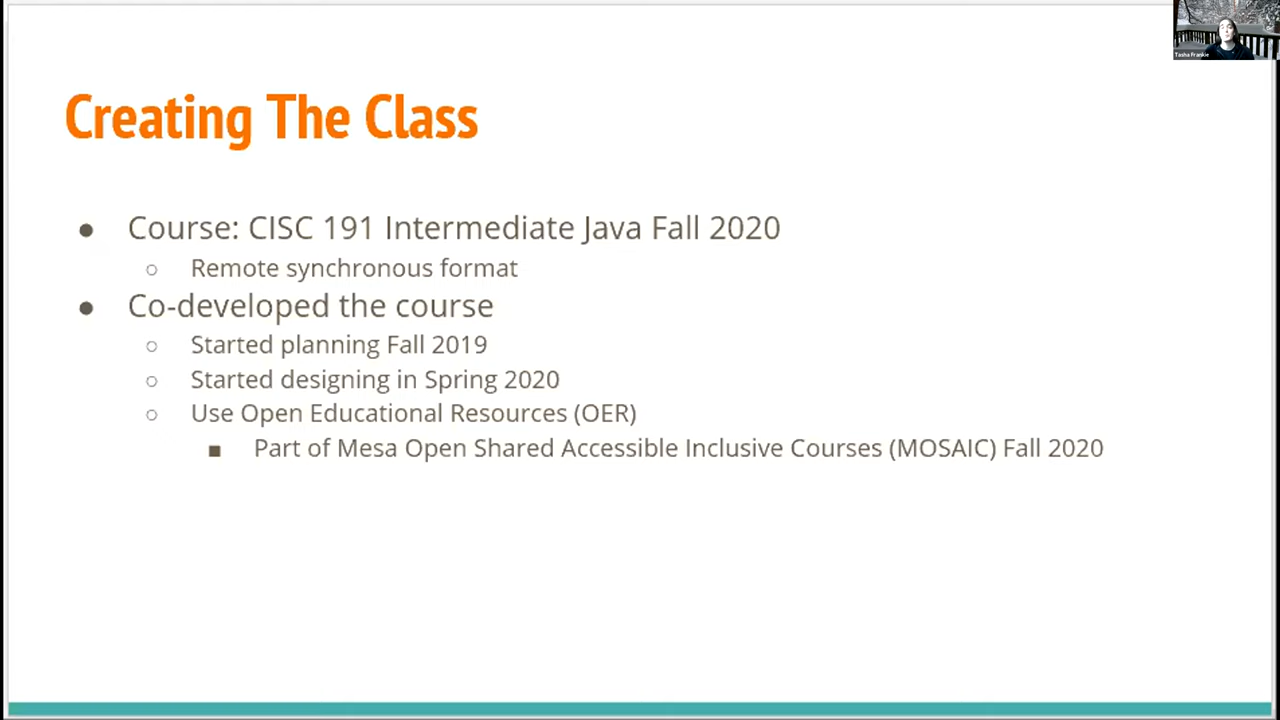 Tasha Frankie
Creating The Class
● Course: CISC 191 Intermediate Java Fall 2020
○ Remote synchronous format
● Co-developed the course
○ Started planning Fall 2019
○ Started designing in Spring 2020
○ Use Open Educational Resources (OER)
■ Part of Mesa Open Shared Accessible Inclusive Courses (MOSAIC) Fall 2020